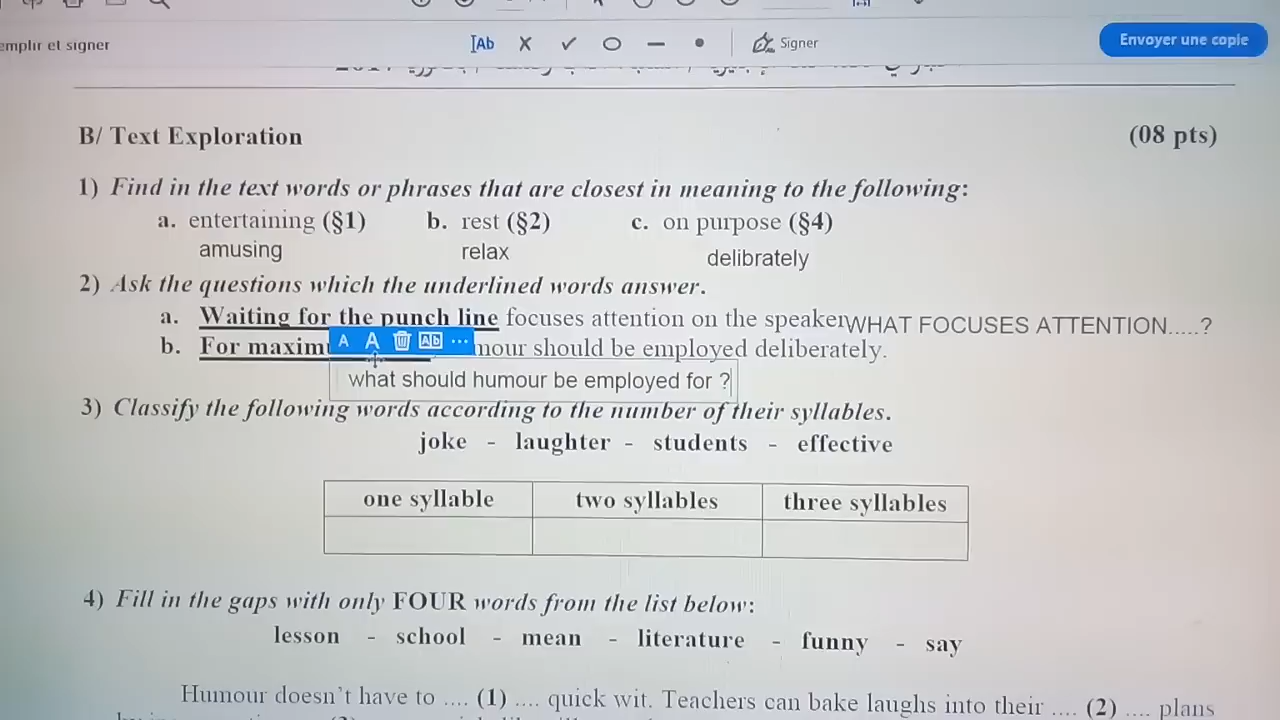 emplir et signer
Ab
Signer
Envoyer une copie
B/ Text Exploration (08 pts)
1) Find in the text words or phrases that are closest in meaning to the following:
a. entertaining (§1) b. rest (§2) c. on purpose (§4)
amusing relax delibrately
2) Ask the questions which the underlined words answer.
a. Waiting for the punch line focuses attention on the speaker WHAT FOCUSES ATTENTION.....?
A A Ab ...
b. For maxim mour should be employed deliberately.
what should humour be employed for ?
3) Classify the following words according to the number of their syllables.
joke - laughter - students - effective
one syllable two syllables three syllables
4) Fill in the gaps with only FOUR words from the list below:
lesson - school - mean - literature - funny - say
Humour doesn't have to .... (1) .... quick wit. Teachers can bake laughs into their .... (2) .... plans